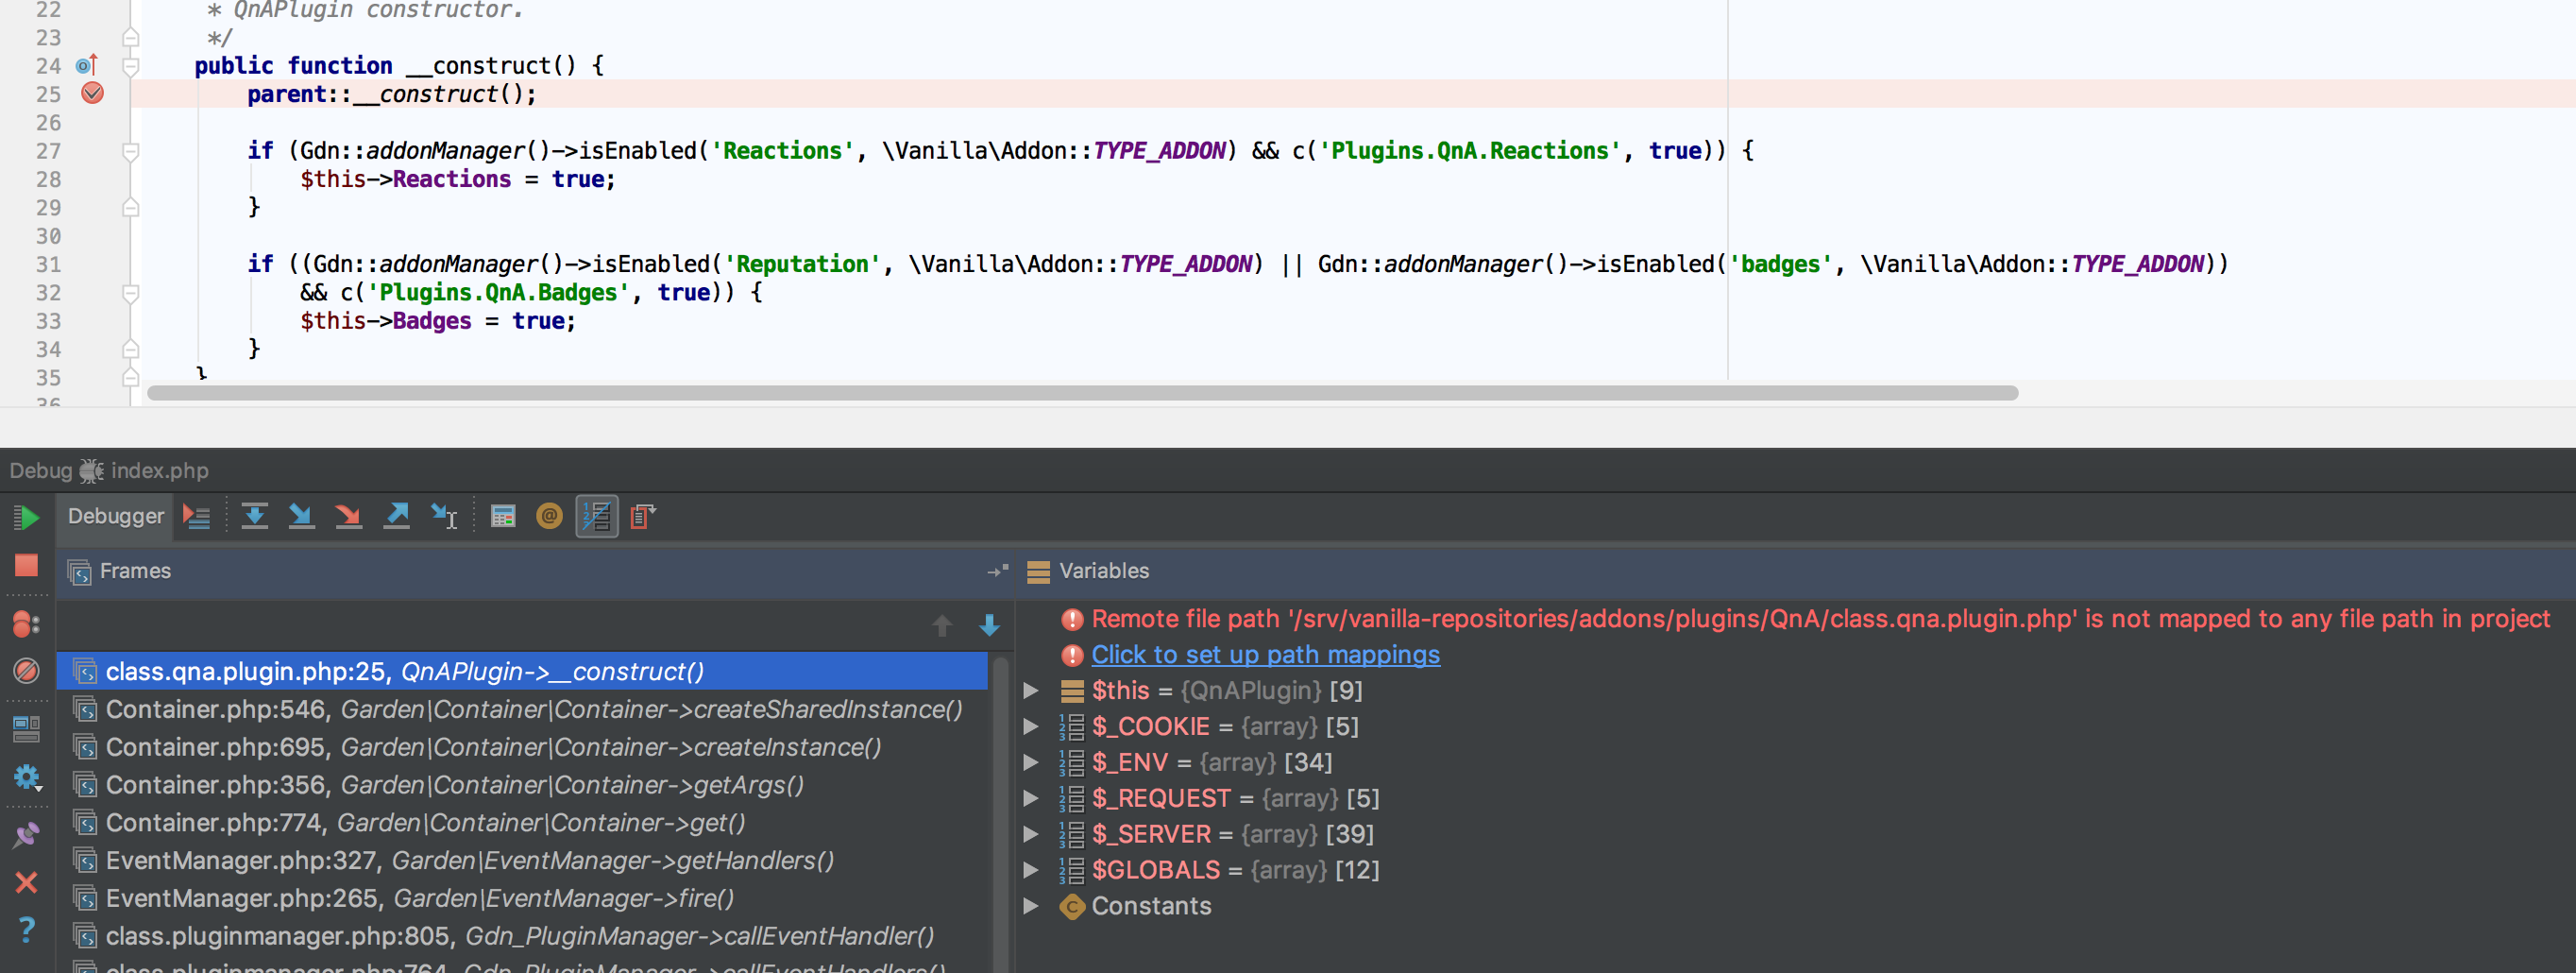 22 * QnAPlugin constructor.
23 */
24 public function __construct() {
25 parent::__construct();
26
27 if (Gdn::addonManager()->isEnabled('Reactions', \Vanilla\Addon::TYPE_ADDON) && c('Plugins.QnA.Reactions', true)) {
28 $this->Reactions = true;
29 }
30
31 if ((Gdn::addonManager()->isEnabled('Reputation', \Vanilla\Addon::TYPE_ADDON) || Gdn::addonManager()->isEnabled('badges', \Vanilla\Addon::TYPE_ADDON))
32 && c('Plugins.QnA.Badges', true)) {
33 $this->Badges = true;
34 }
35 }
36
Debug index.php
Debugger
Frames
Variables
class.qna.plugin.php:25, QnAPlugin->__construct()
Container.php:546, Garden\Container\Container->createSharedInstance()
Container.php:695, Garden\Container\Container->createInstance()
Container.php:356, Garden\Container\Container->getArgs()
Container.php:774, Garden\Container\Container->get()
EventManager.php:327, Garden\EventManager->getHandlers()
EventManager.php:265, Garden\EventManager->fire()
class.pluginmanager.php:805, Gdn_PluginManager->callEventHandler()
class.pluginmanager.php:764, Gdn_PluginManager->callEventHandlers()
Remote file path '/srv/vanilla-repositories/addons/plugins/QnA/class.qna.plugin.php' is not mapped to any file path in project
Click to set up path mappings
$this = {QnAPlugin} [9]
$_COOKIE = {array} [5]
$_ENV = {array} [34]
$_REQUEST = {array} [5]
$_SERVER = {array} [39]
$GLOBALS = {array} [12]
Constants